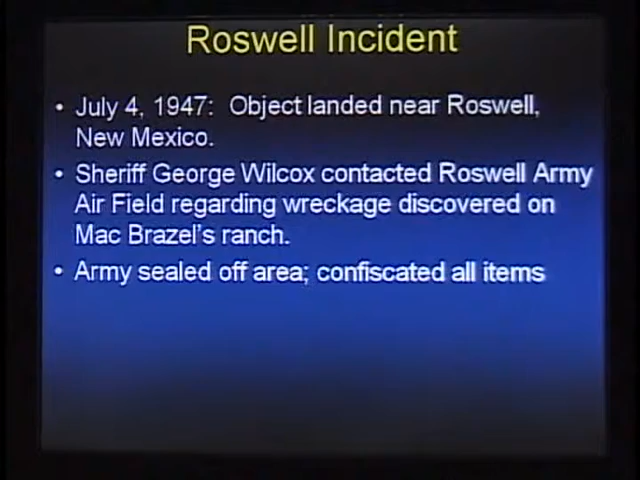 Roswell Incident
• July 4, 1947: Object landed near Roswell,
New Mexico.
• Sheriff George Wilcox contacted Roswell Army
Air Field regarding wreckage discovered on
Mac Brazel's ranch.
• Army sealed off area; confiscated all items